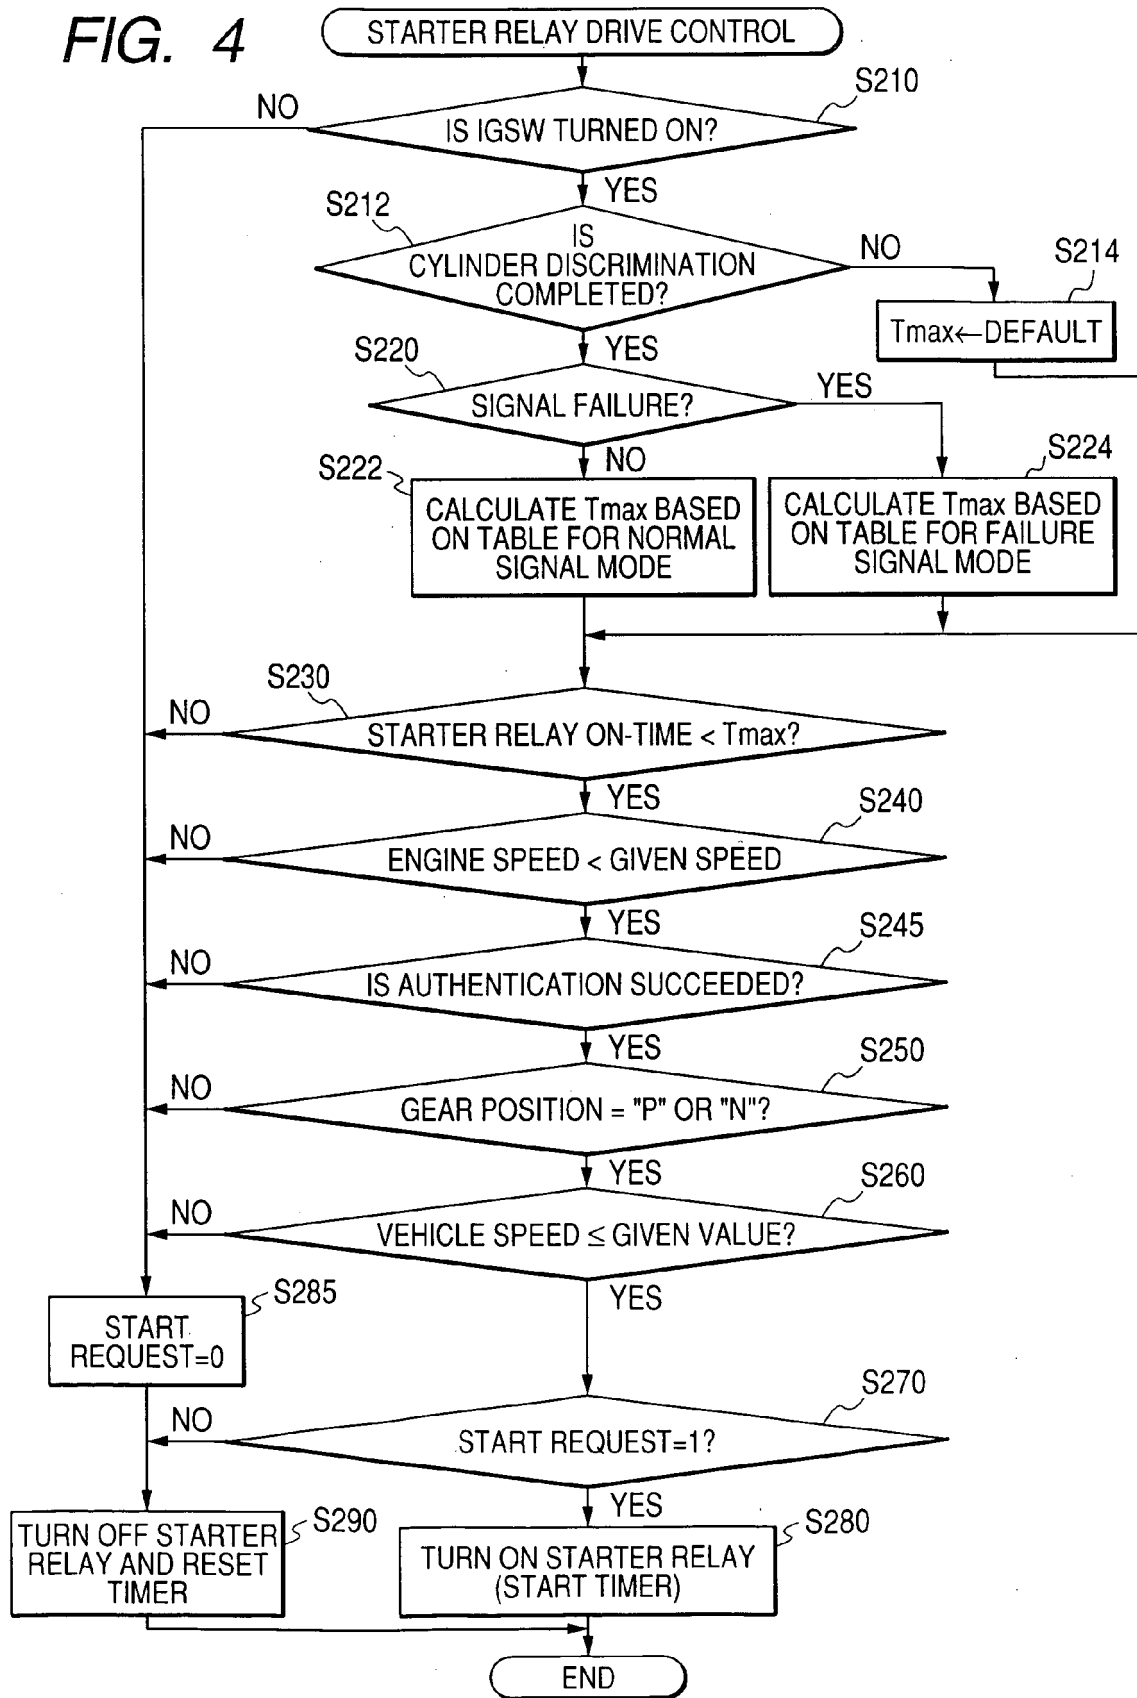 FIG. 4
STARTER RELAY DRIVE CONTROL
S210
NO
IS IGSW TURNED ON?
YES
S212
IS
CYLINDER DISCRIMINATION
COMPLETED?
NO
S214
Tmax←DEFAULT
YES
S220
SIGNAL FAILURE?
YES
NO
S222
CALCULATE Tmax BASED
ON TABLE FOR NORMAL
SIGNAL MODE
S224
CALCULATE Tmax BASED
ON TABLE FOR FAILURE
SIGNAL MODE
S230
NO
STARTER RELAY ON-TIME < Tmax?
YES
S240
NO
ENGINE SPEED < GIVEN SPEED
YES
S245
NO
IS AUTHENTICATION SUCCEEDED?
YES
S250
NO
GEAR POSITION = "P" OR "N"?
YES
S260
NO
VEHICLE SPEED ≤ GIVEN VALUE?
YES
S285
START
REQUEST=0
S270
NO
START REQUEST=1?
YES
S290
TURN OFF STARTER
RELAY AND RESET
TIMER
S280
TURN ON STARTER RELAY
(START TIMER)
END